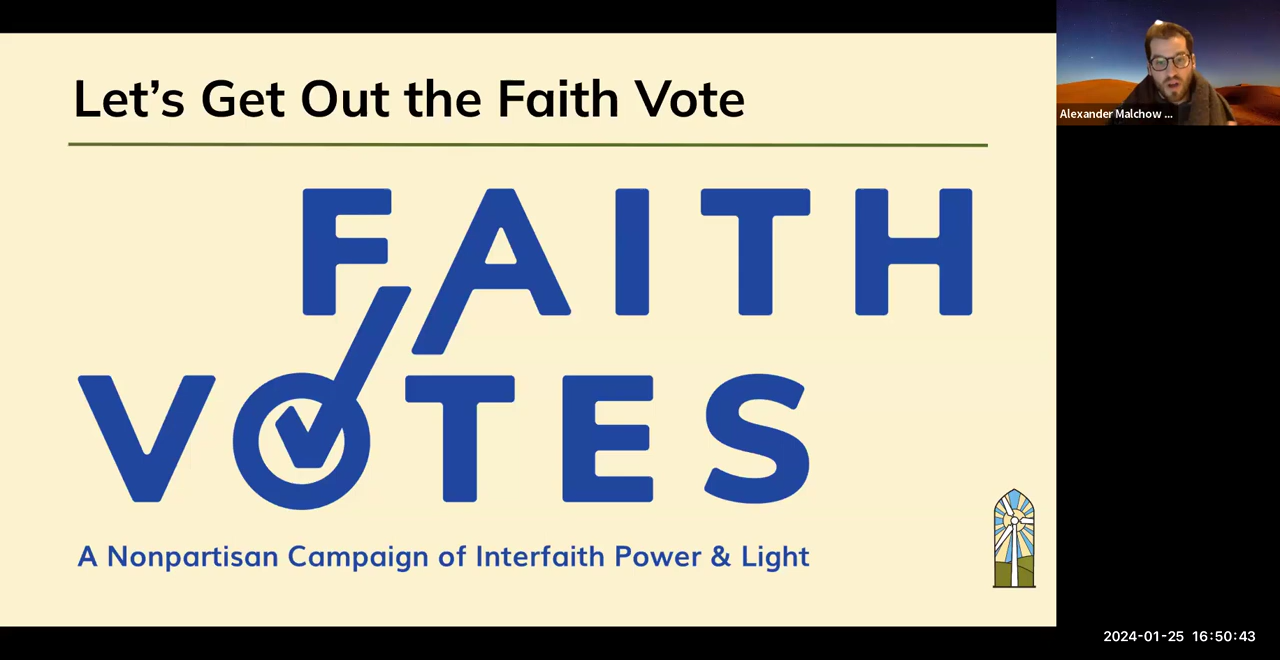 Let's Get Out the Faith Vote
FAITH
VOTES
A Nonpartisan Campaign of Interfaith Power & Light
Alexander Malchow ...
2024-01-25 16:50:43